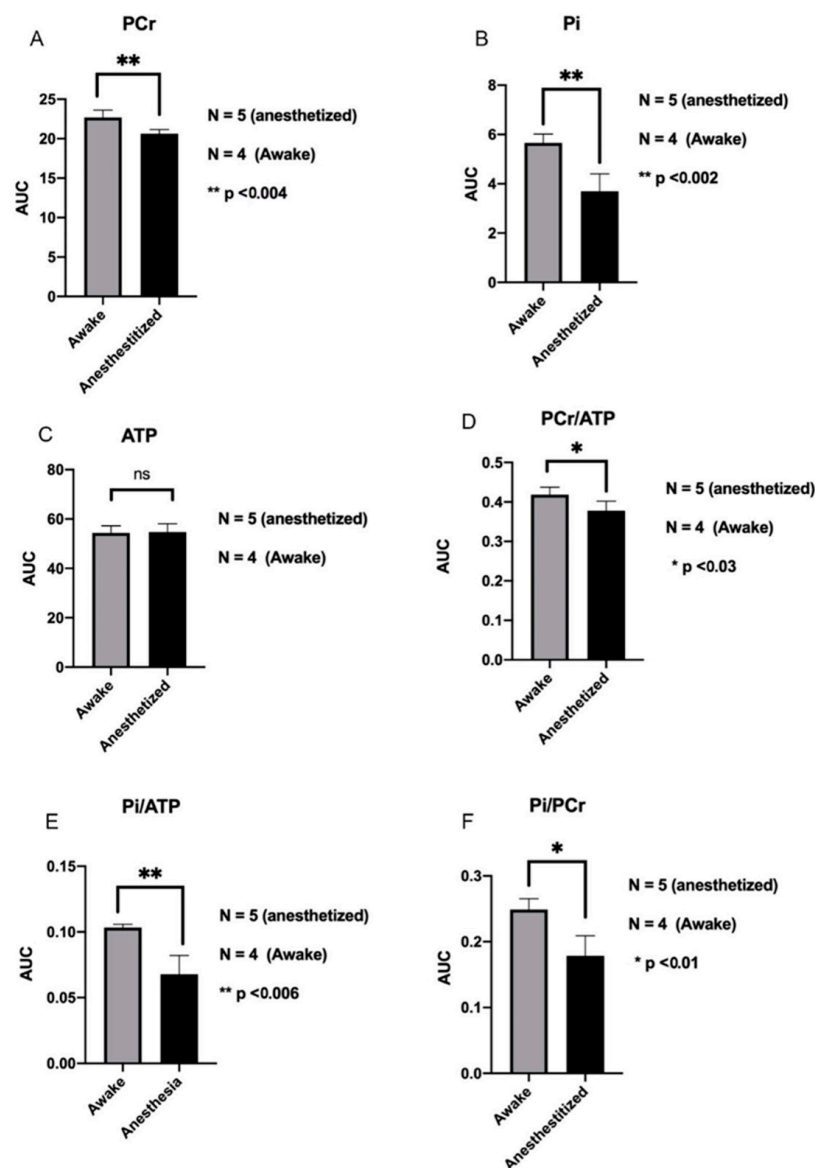 A
PCr
**
25
20
15
10
5
0
AUC
Awake
Anesthestitized
N = 5 (anesthetized)
N = 4 (Awake)
** p <0.004
B
Pi
**
8
6
4
2
0
AUC
Awake
Anesthetized
N = 5 (anesthetized)
N = 4 (Awake)
** p <0.002
C
ATP
ns
80
60
40
20
0
AUC
Awake
Anesthetized
N = 5 (anesthetized)
N = 4 (Awake)
D
PCr/ATP
*
0.5
0.4
0.3
0.2
0.1
0.0
AUC
Awake
Anesthetized
N = 5 (anesthetized)
N = 4 (Awake)
* p <0.03
E
Pi/ATP
**
0.15
0.10
0.05
0.00
AUC
Awake
Anesthesia
N = 5 (anesthetized)
N = 4 (Awake)
** p <0.006
F
Pi/PCr
*
0.3
0.2
0.1
0.0
AUC
Awake
Anesthestitized
N = 5 (anesthetized)
N = 4 (Awake)
* p <0.01